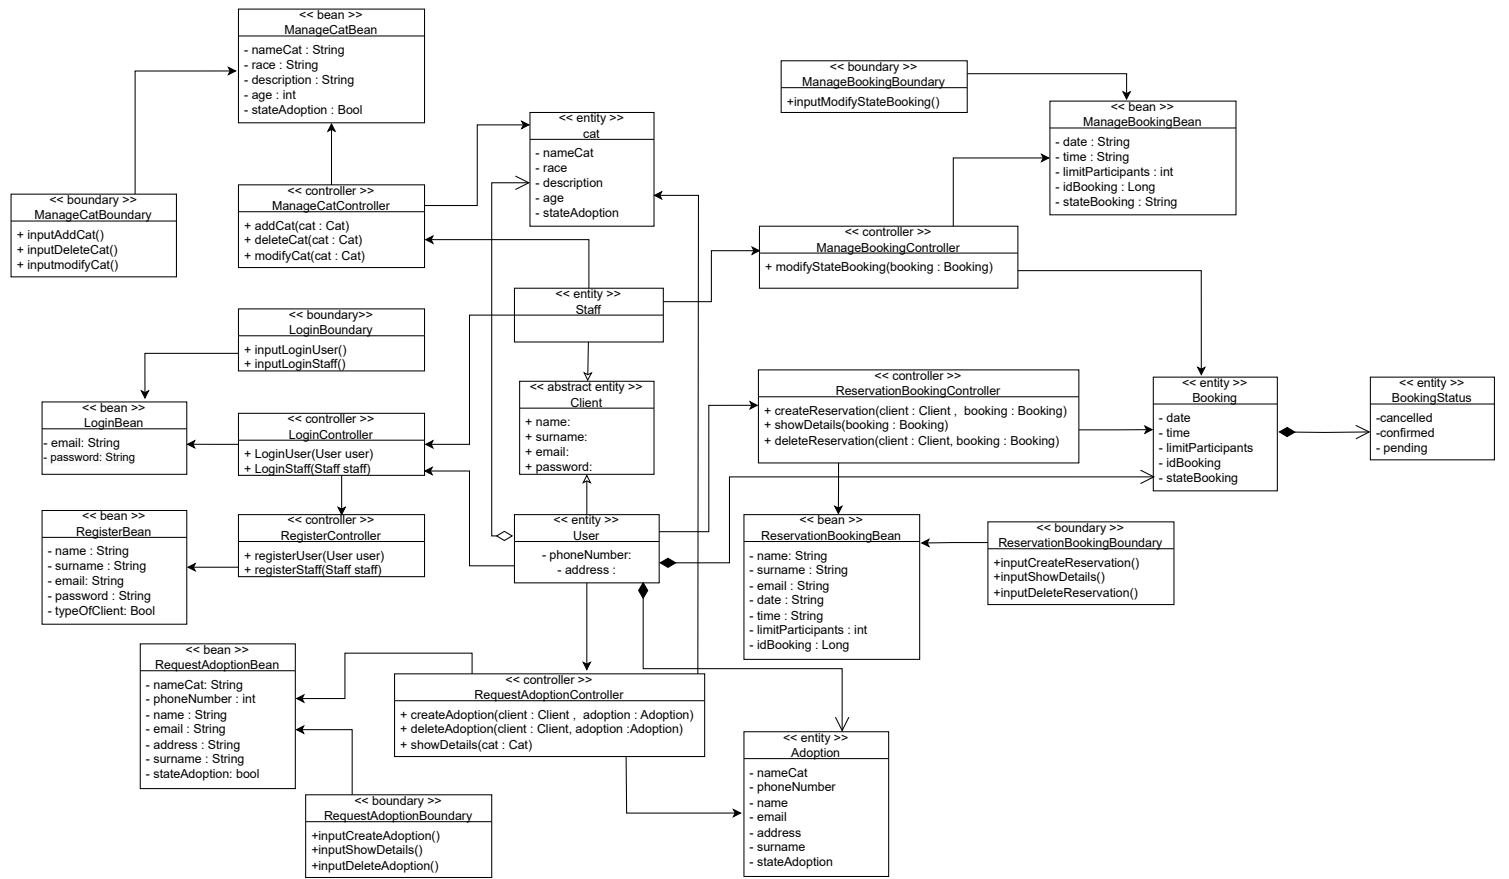 << bean >>
ManageCatBean
- nameCat : String
- race : String
- description : String
- age : int
- stateAdoption : Bool
<< boundary >>
ManageBookingBoundary
+inputModifyStateBooking()
<< bean >>
ManageBookingBean
- date : String
- time : String
- limitParticipants : int
- idBooking : Long
- stateBooking : String
<< entity >>
cat
- nameCat
- race
- description
- age
- stateAdoption
<< boundary >>
ManageCatBoundary
+ inputAddCat()
+ inputDeleteCat()
+ inputmodifyCat()
<< controller >>
ManageCatController
+ addCat(cat : Cat)
+ deleteCat(cat : Cat)
+ modifyCat(cat : Cat)
<< controller >>
ManageBookingController
+ modifyStateBooking(booking : Booking)
<< entity >>
Staff
<< boundary>>
LoginBoundary
+ inputLoginUser()
+ inputLoginStaff()
<< abstract entity >>
Client
+ name:
+ surname:
+ email:
+ password:
<< controller >>
ReservationBookingController
+ createReservation(client : Client ,  booking : Booking)
+ showDetails(booking : Booking)
+ deleteReservation(client : Client, booking : Booking)
<< entity >>
Booking
- date
- time
- limitParticipants
- idBooking
- stateBooking
<< entity >>
BookingStatus
-cancelled
-confirmed
- pending
<< bean >>
LoginBean
- email: String
- password: String
<< controller >>
LoginController
+ LoginUser(User user)
+ LoginStaff(Staff staff)
<< bean >>
RegisterBean
- name : String
- surname : String
- email: String
- password : String
- typeOfClient: Bool
<< controller >>
RegisterController
+ registerUser(User user)
+ registerStaff(Staff staff)
<< entity >>
User
- phoneNumber:
- address :
<< bean >>
ReservationBookingBean
- name: String
- surname : String
- email : String
- date : String
- time : String
- limitParticipants : int
- idBooking : Long
<< boundary >>
ReservationBookingBoundary
+inputCreateReservation()
+inputShowDetails()
+inputDeleteReservation()
<< bean >>
RequestAdoptionBean
- nameCat: String
- phoneNumber : int
- name : String
- email : String
- address : String
- surname : String
- stateAdoption: bool
<< controller >>
RequestAdoptionController
+ createAdoption(client : Client ,  adoption : Adoption)
+ deleteAdoption(client : Client, adoption :Adoption)
+ showDetails(cat : Cat)
<< entity >>
Adoption
- nameCat
- phoneNumber
- name
- email
- address
- surname
- stateAdoption
<< boundary >>
RequestAdoptionBoundary
+inputCreateAdoption()
+inputShowDetails()
+inputDeleteAdoption()